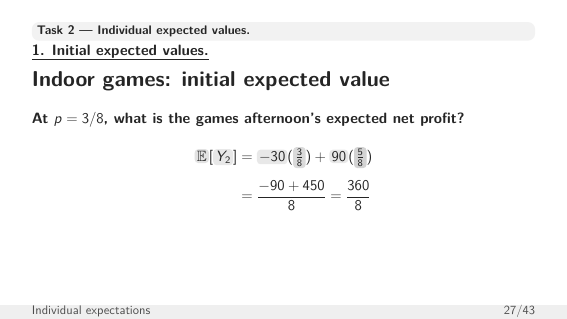 Task 2 — Individual expected values.
1. Initial expected values.
Indoor games: initial expected value
At p = 3/8, what is the games afternoon's expected net profit?
𝔼[Y₂] = −30(3/8) + 90(5/8)
= (−90 + 450)/8 = 360/8
Individual expectations 27/43